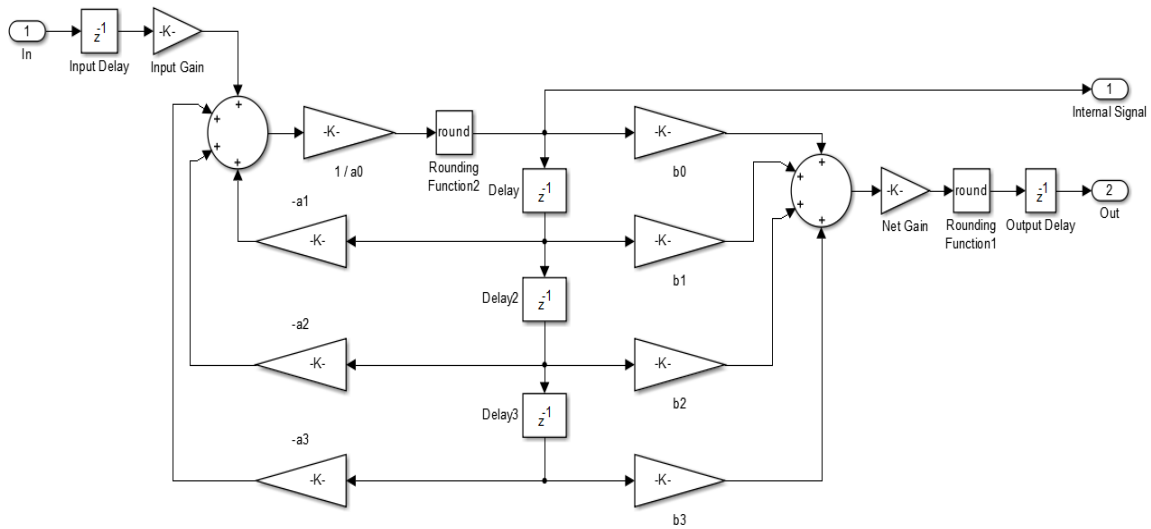 1
In
z-1
Input Delay
-K-
Input Gain
+
+
+
+
-K-
1 / a0
round
Rounding
Function2
1
Internal Signal
-K-
b0
Delay
z-1
-a1
-K-
-K-
b1
+
+
+
+
-K-
Net Gain
round
Rounding
Function1
z-1
Output Delay
2
Out
Delay2
z-1
-a2
-K-
-K-
b2
Delay3
z-1
-a3
-K-
-K-
b3